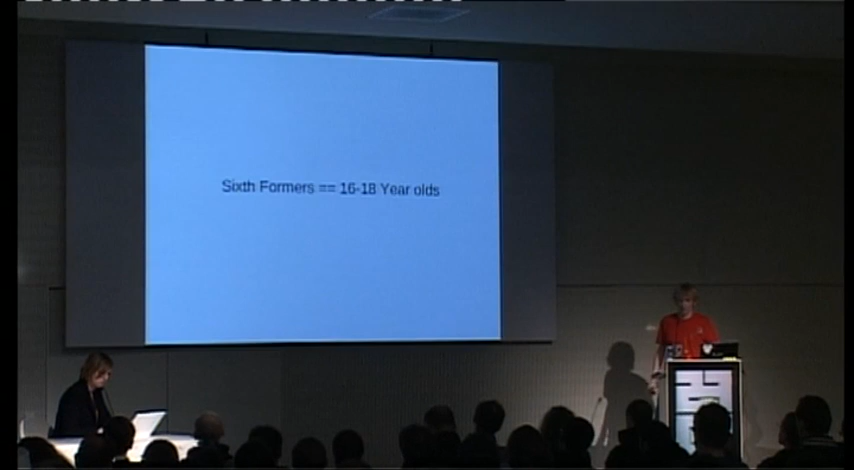 Sixth Formers == 16-18 Year olds